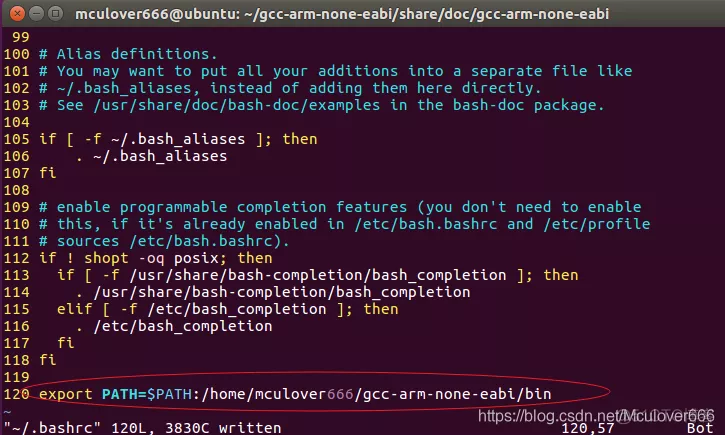 mculover666@ubuntu: ~/gcc-arm-none-eabi/share/doc/gcc-arm-none-eabi
99
100 # Alias definitions.
101 # You may want to put all your additions into a separate file like
102 # ~/.bash_aliases, instead of adding them here directly.
103 # See /usr/share/doc/bash-doc/examples in the bash-doc package.
104
105 if [ -f ~/.bash_aliases ]; then
106     . ~/.bash_aliases
107 fi
108
109 # enable programmable completion features (you don't need to enable
110 # this, if it's already enabled in /etc/bash.bashrc and /etc/profile
111 # sources /etc/bash.bashrc).
112 if ! shopt -oq posix; then
113   if [ -f /usr/share/bash-completion/bash_completion ]; then
114     . /usr/share/bash-completion/bash_completion
115   elif [ -f /etc/bash_completion ]; then
116     . /etc/bash_completion
117   fi
118 fi
119
120 export PATH=$PATH:/home/mculover666/gcc-arm-none-eabi/bin
~
https://blog.csdn.net/Mculover666
"~/.bashrc" 120L, 3830C written 120,57 Bot